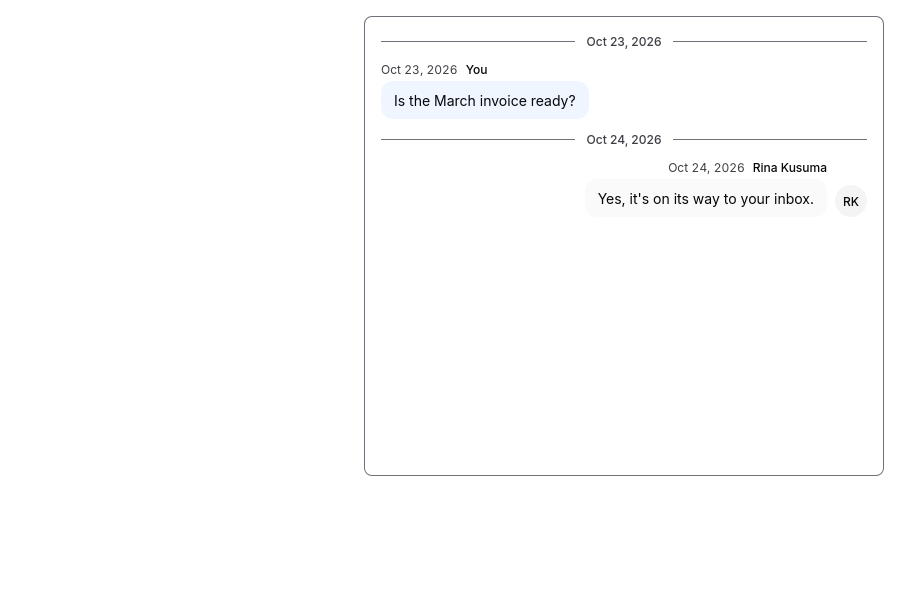 Oct 23, 2026
Oct 23, 2026 You
Is the March invoice ready?
Oct 24, 2026
Oct 24, 2026 Rina Kusuma
Yes, it's on its way to your inbox.
RK